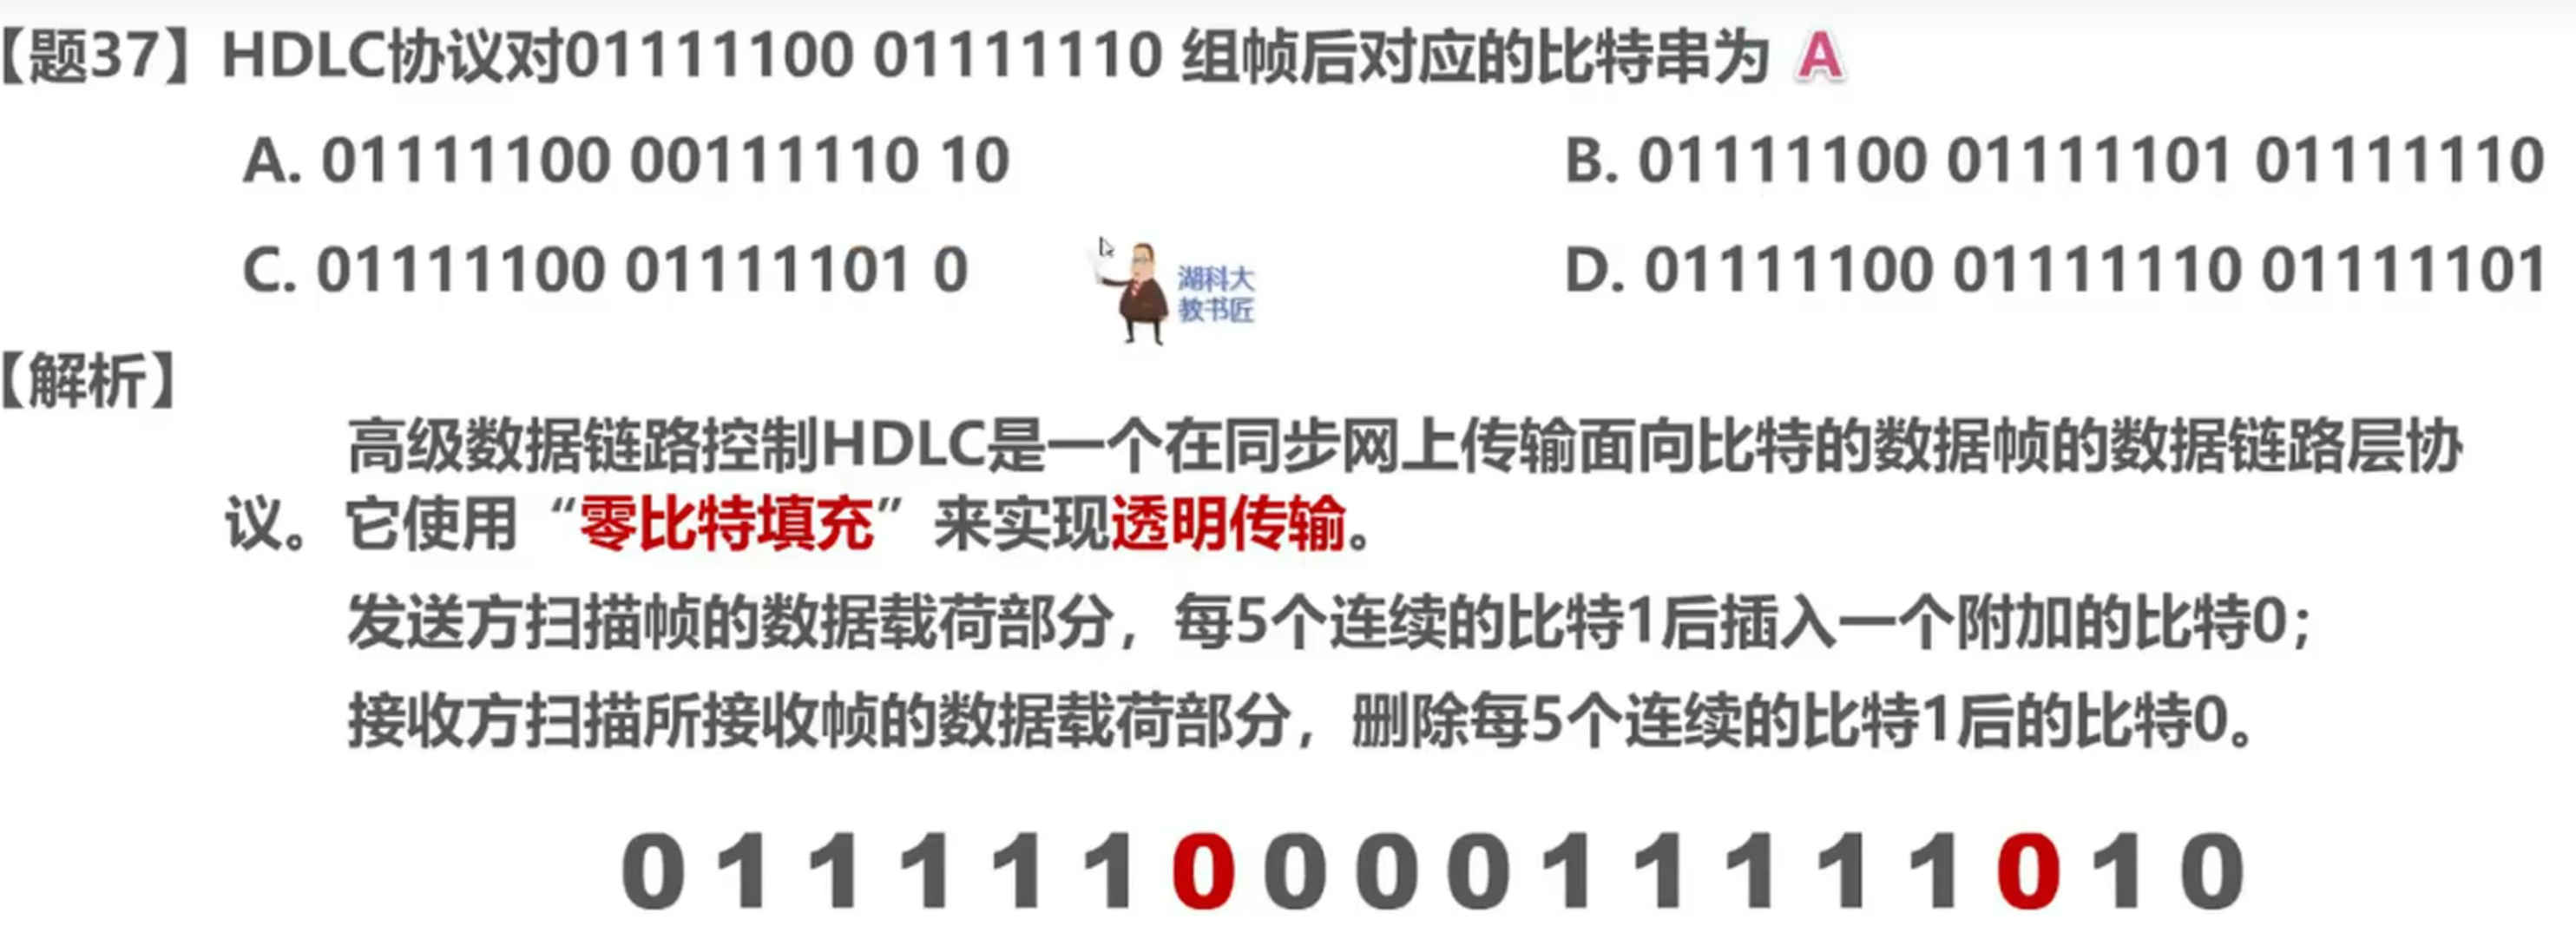 【题37】HDLC协议对01111100 01111110 组帧后对应的比特串为 A
A. 01111100 00111110 10
B. 01111100 01111101 01111110
C. 01111100 01111101 0
D. 01111100 01111110 01111101
湖科大
教书匠
【解析】
高级数据链路控制HDLC是一个在同步网上传输面向比特的数据帧的数据链路层协
议。它使用“零比特填充”来实现透明传输。
发送方扫描帧的数据载荷部分，每5个连续的比特1后插入一个附加的比特0；
接收方扫描所接收帧的数据载荷部分，删除每5个连续的比特1后的比特0。
0 1 1 1 1 1 0 0 0 0 1 1 1 1 1 0 1 0